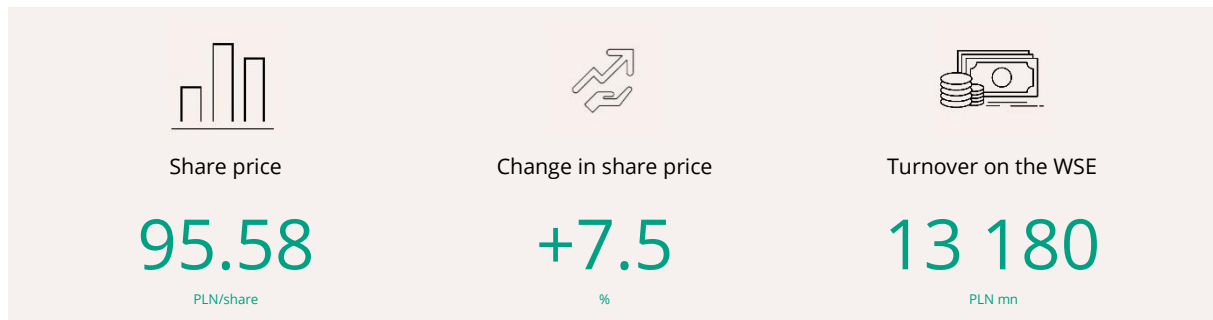 Share price
Change in share price
Turnover on the WSE
95.58
+7.5
13 180
PLN/share
%
PLN mn